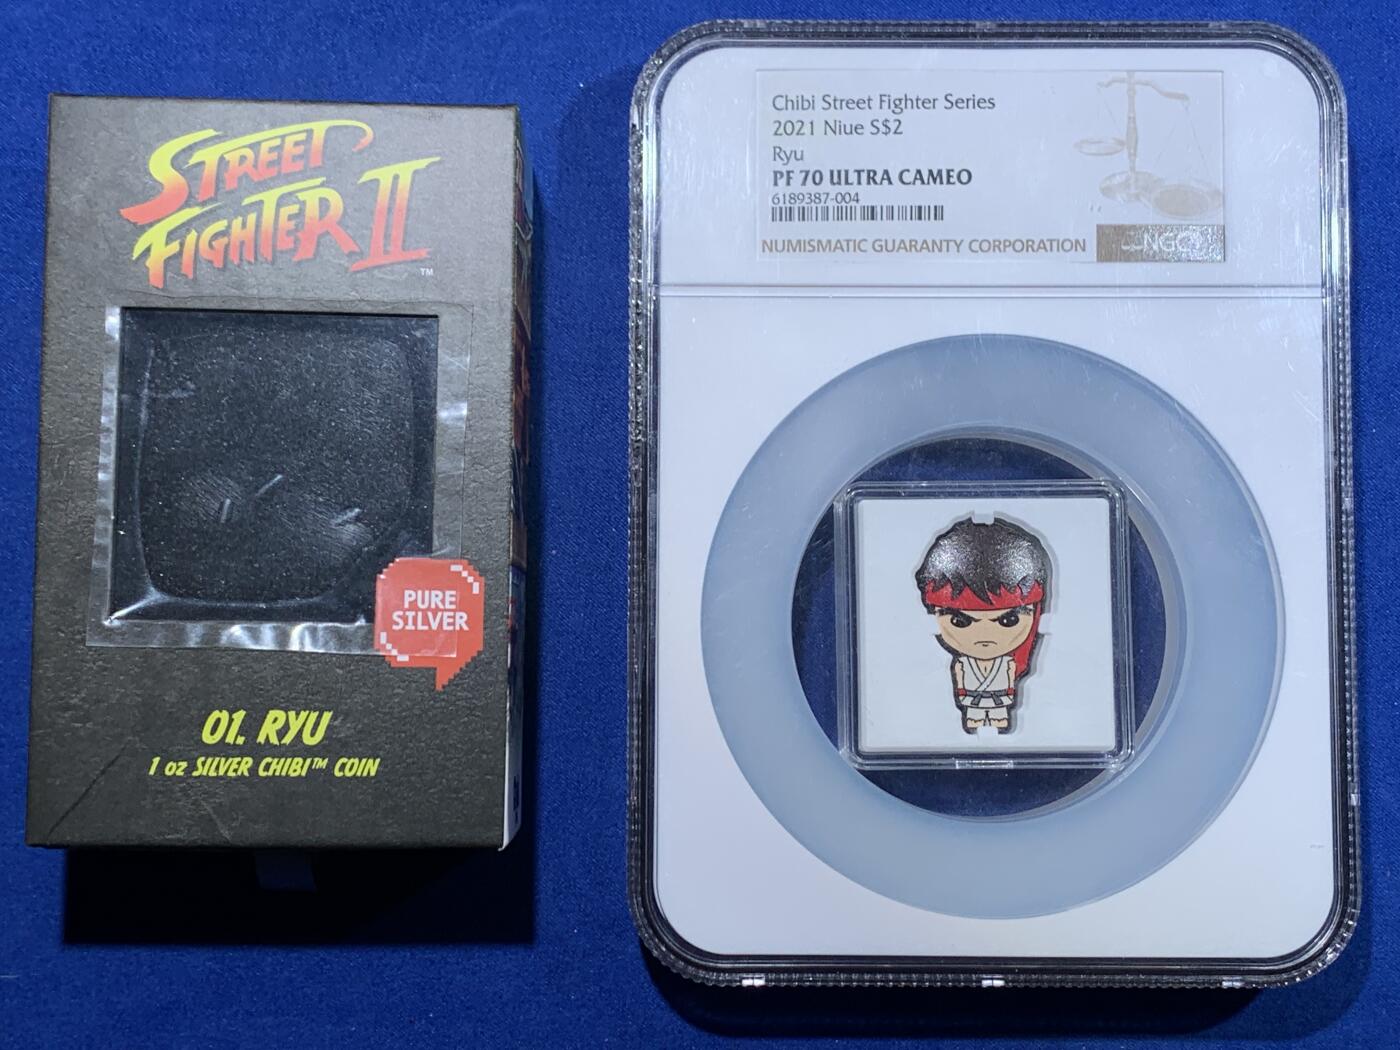 STREET
FIGHTER II
™
PURE
SILVER
01. RYU
1 oz SILVER CHIBI™ COIN
Chibi Street Fighter Series
2021 Niue S$2
Ryu
PF 70 ULTRA CAMEO
6189387-004
NUMISMATIC GUARANTY CORPORATION
NGC